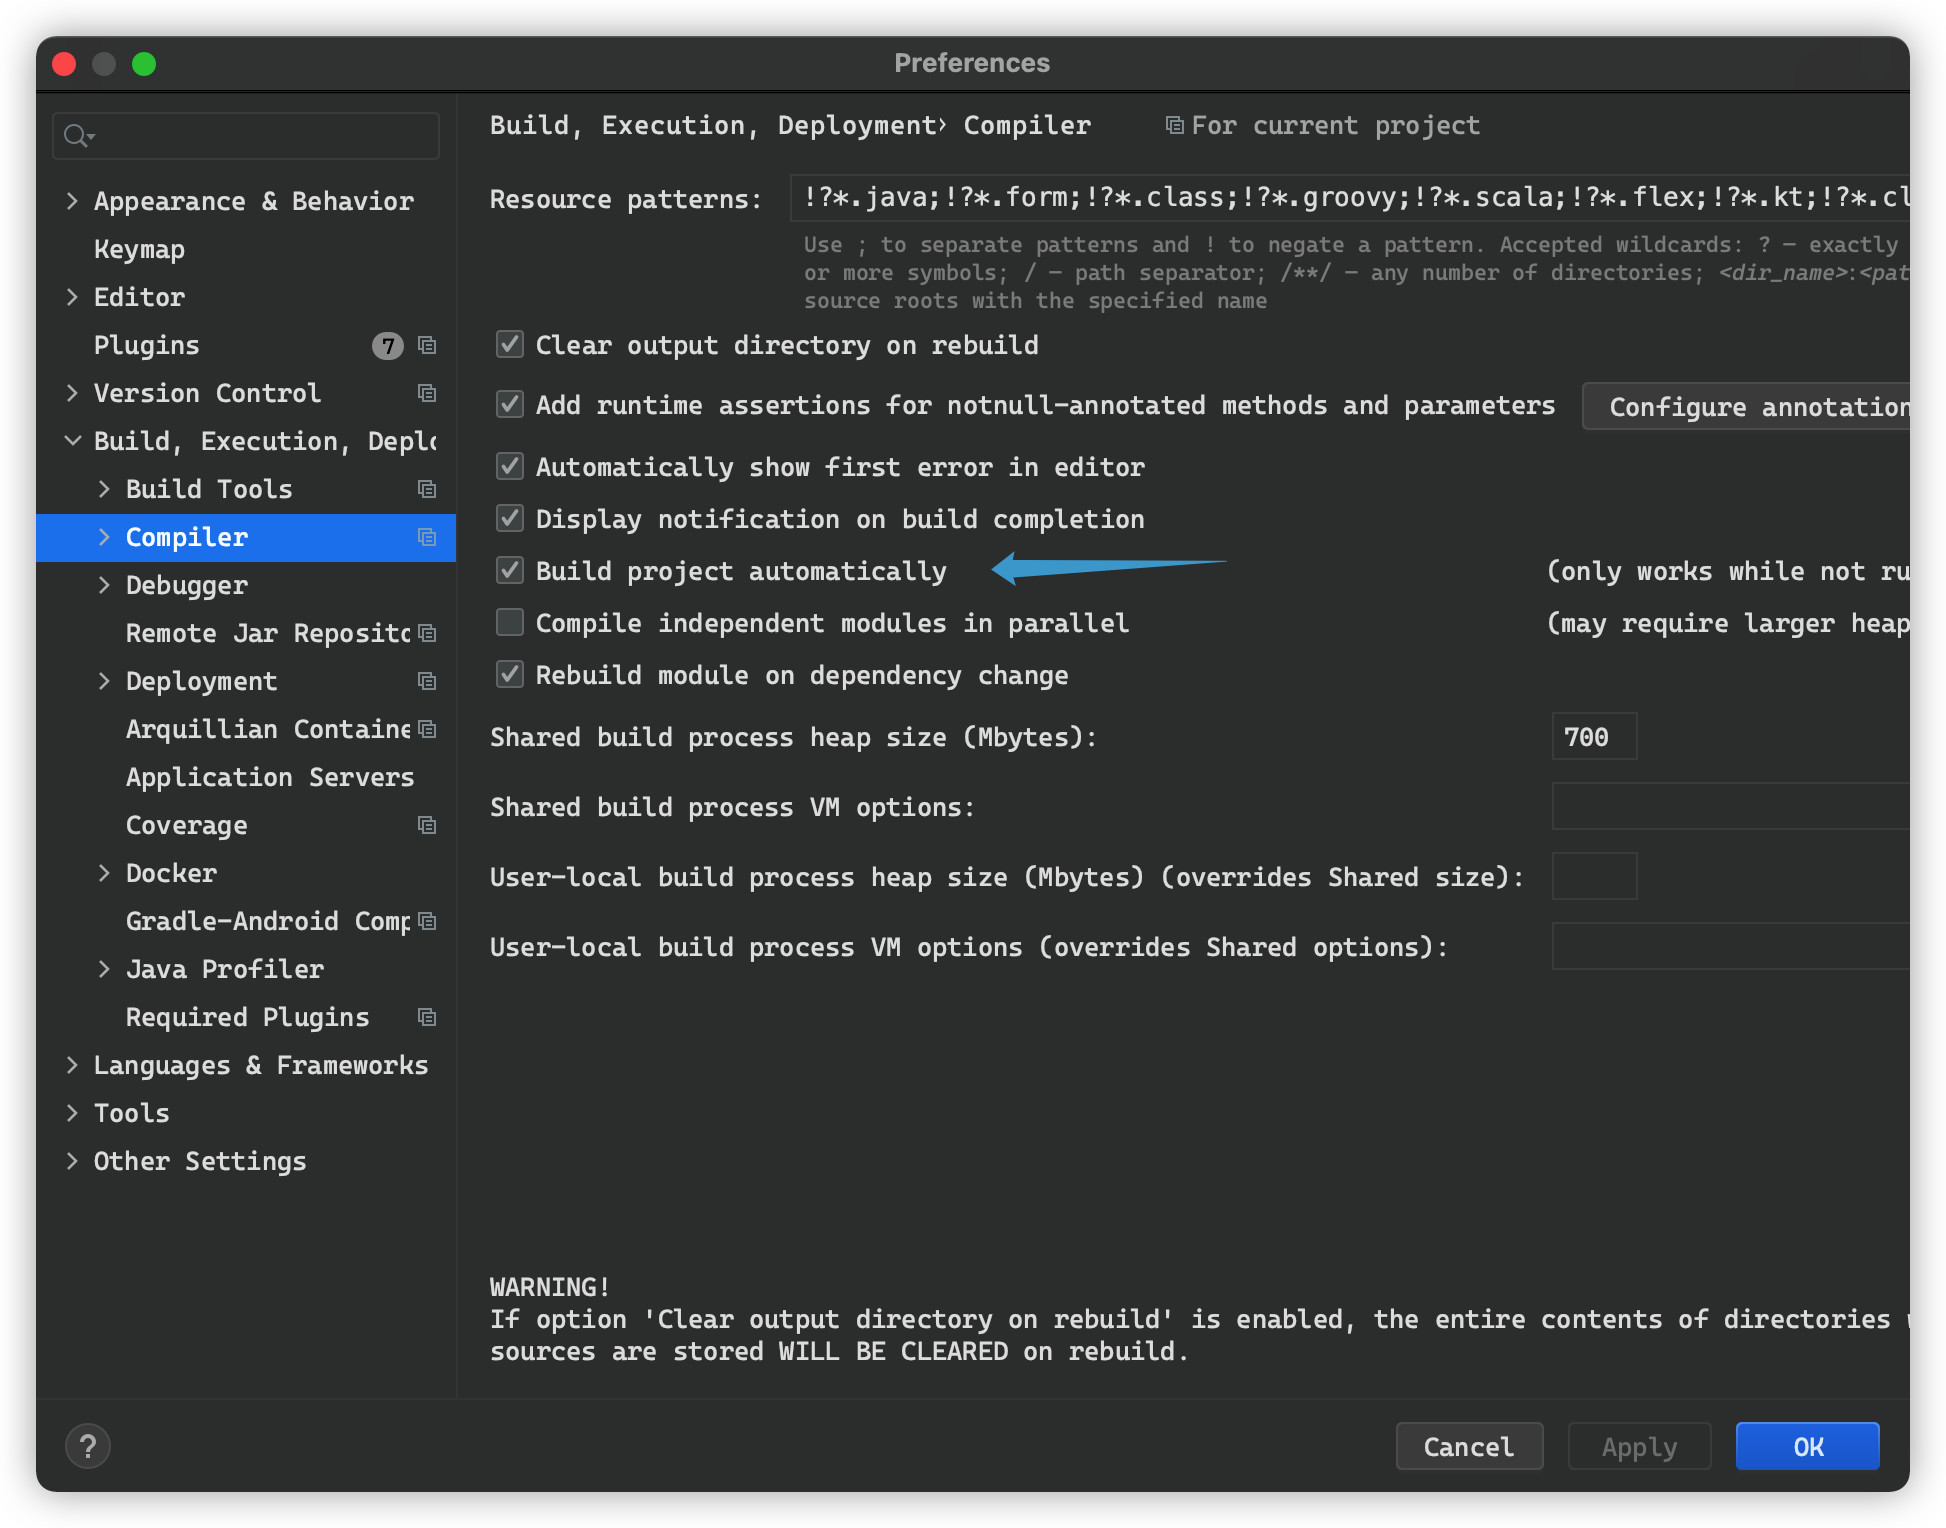 Preferences
Build, Execution, Deployment› Compiler
For current project
Appearance & Behavior
Keymap
Editor
Plugins
7
Version Control
Build, Execution, Deplo
Build Tools
Compiler
Debugger
Remote Jar Reposito
Deployment
Arquillian Containe
Application Servers
Coverage
Docker
Gradle-Android Comp
Java Profiler
Required Plugins
Languages & Frameworks
Tools
Other Settings
Resource patterns:
!?*.java;!?*.form;!?*.class;!?*.groovy;!?*.scala;!?*.flex;!?*.kt;!?*.cl
Use ; to separate patterns and ! to negate a pattern. Accepted wildcards: ? — exactly
or more symbols; / — path separator; /**/ — any number of directories; <dir_name>:<pat
source roots with the specified name
Clear output directory on rebuild
Add runtime assertions for notnull-annotated methods and parameters
Configure annotation
Automatically show first error in editor
Display notification on build completion
Build project automatically
(only works while not ru
Compile independent modules in parallel
(may require larger heap
Rebuild module on dependency change
Shared build process heap size (Mbytes):
700
Shared build process VM options:
User-local build process heap size (Mbytes) (overrides Shared size):
User-local build process VM options (overrides Shared options):
WARNING!
If option 'Clear output directory on rebuild' is enabled, the entire contents of directories
sources are stored WILL BE CLEARED on rebuild.
?
Cancel
Apply
OK